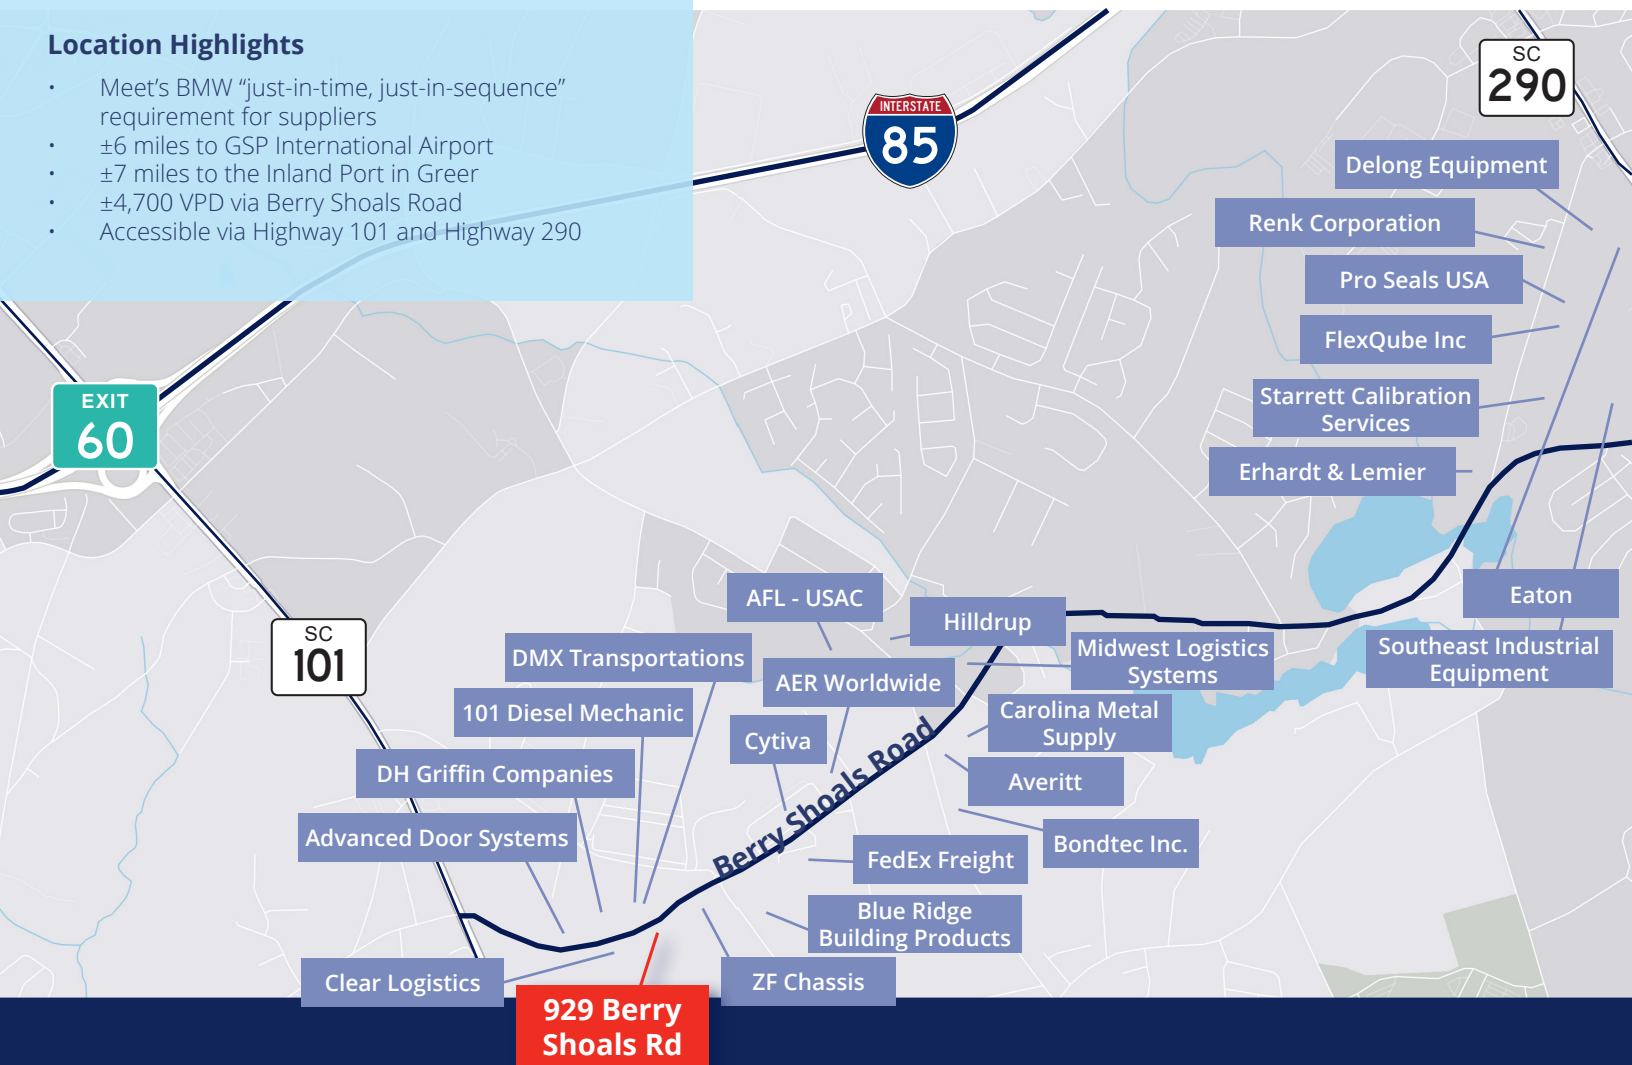 Location Highlights
• Meet's BMW “just-in-time, just-in-sequence”
requirement for suppliers
• ±6 miles to GSP International Airport
• ±7 miles to the Inland Port in Greer
• ±4,700 VPD via Berry Shoals Road
• Accessible via Highway 101 and Highway 290
INTERSTATE
85
SC
290
Delong Equipment
Renk Corporation
Pro Seals USA
FlexQube Inc
Starrett Calibration
Services
Erhardt & Lemier
EXIT
60
SC
101
AFL - USAC
Hilldrup
Eaton
DMX Transportations
Midwest Logistics
Systems
Southeast Industrial
Equipment
AER Worldwide
101 Diesel Mechanic
Carolina Metal
Supply
Cytiva
DH Griffin Companies
Averitt
Berry Shoals Road
Advanced Door Systems
Bondtec Inc.
FedEx Freight
Blue Ridge
Building Products
Clear Logistics
ZF Chassis
929 Berry
Shoals Rd